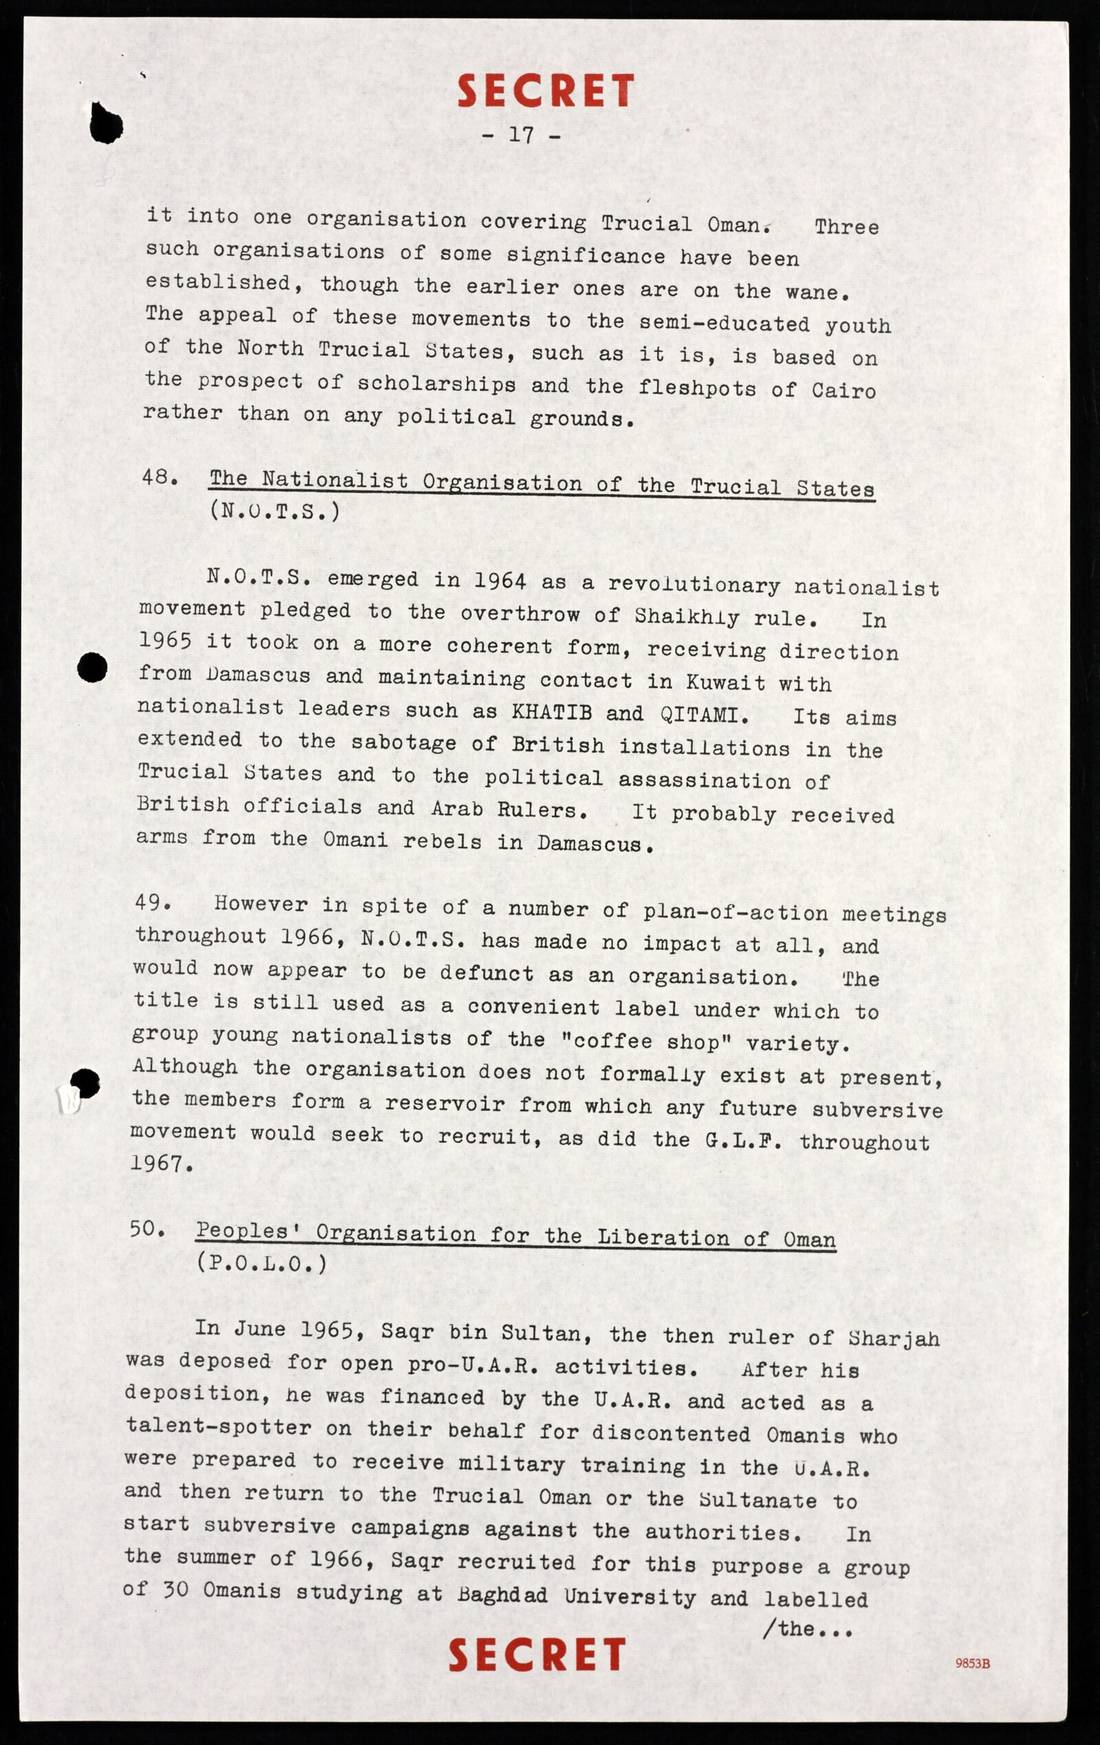 SECRET
- 17 -
it into one organisation covering Trucial Oman. Three
such organisations of some significance have been
established, though the earlier ones are on the wane.
The appeal of these movements to the semi-educated youth
of the North Trucial States, such as it is, is based on
the prospect of scholarships and the fleshpots of Cairo
rather than on any political grounds.
48. The Nationalist Organisation of the Trucial States
(N.O.T.S.)
N.O.T.S. emerged in 1964 as a revolutionary nationalist
movement pledged to the overthrow of Shaikhly rule. In
1965 it took on a more coherent form, receiving direction
from Damascus and maintaining contact in Kuwait with
nationalist leaders such as KHATIB and QITAMI. Its aims
extended to the sabotage of British installations in the
Trucial States and to the political assassination of
British officials and Arab Rulers. It probably received
arms from the Omani rebels in Damascus.
49. However in spite of a number of plan-of-action meetings
throughout 1966, N.O.T.S. has made no impact at all, and
would now appear to be defunct as an organisation. The
title is still used as a convenient label under which to
group young nationalists of the "coffee shop" variety.
Although the organisation does not formally exist at present,
the members form a reservoir from which any future subversive
movement would seek to recruit, as did the G.L.F. throughout
1967.
50. Peoples' Organisation for the Liberation of Oman
(P.O.L.O.)
In June 1965, Saqr bin Sultan, the then ruler of Sharjah
was deposed for open pro-U.A.R. activities. After his
deposition, he was financed by the U.A.R. and acted as a
talent-spotter on their behalf for discontented Omanis who
were prepared to receive military training in the U.A.R.
and then return to the Trucial Oman or the Sultanate to
start subversive campaigns against the authorities. In
the summer of 1966, Saqr recruited for this purpose a group
of 30 Omanis studying at Baghdad University and labelled
/the...
SECRET
9853B